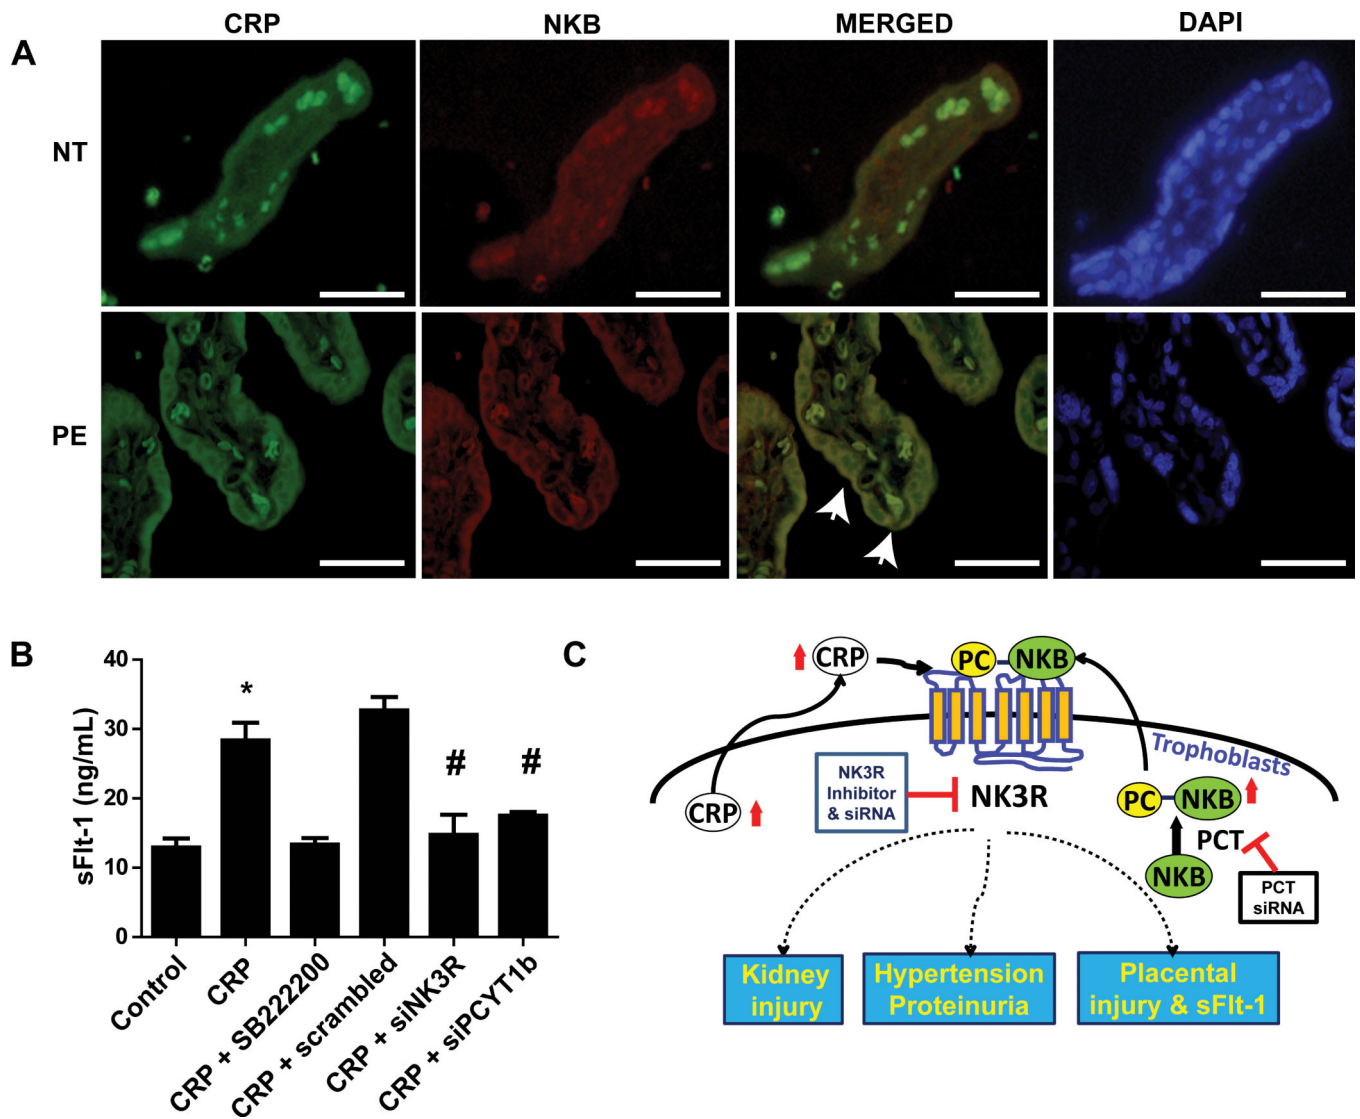 A
CRP
NKB
MERGED
DAPI
NT
PE
B
sFlt-1 (ng/mL)
40
30
20
10
0
*
#
#
Control
CRP
CRP + SB222200
CRP + scrambled
CRP + siNK3R
CRP + siPCYT1b
C
CRP
PC
NKB
Trophoblasts
CRP
NK3R
Inhibitor
& siRNA
NK3R
PC
NKB
PCT
NKB
PCT
siRNA
Kidney
injury
Hypertension
Proteinuria
Placental
injury & sFlt-1